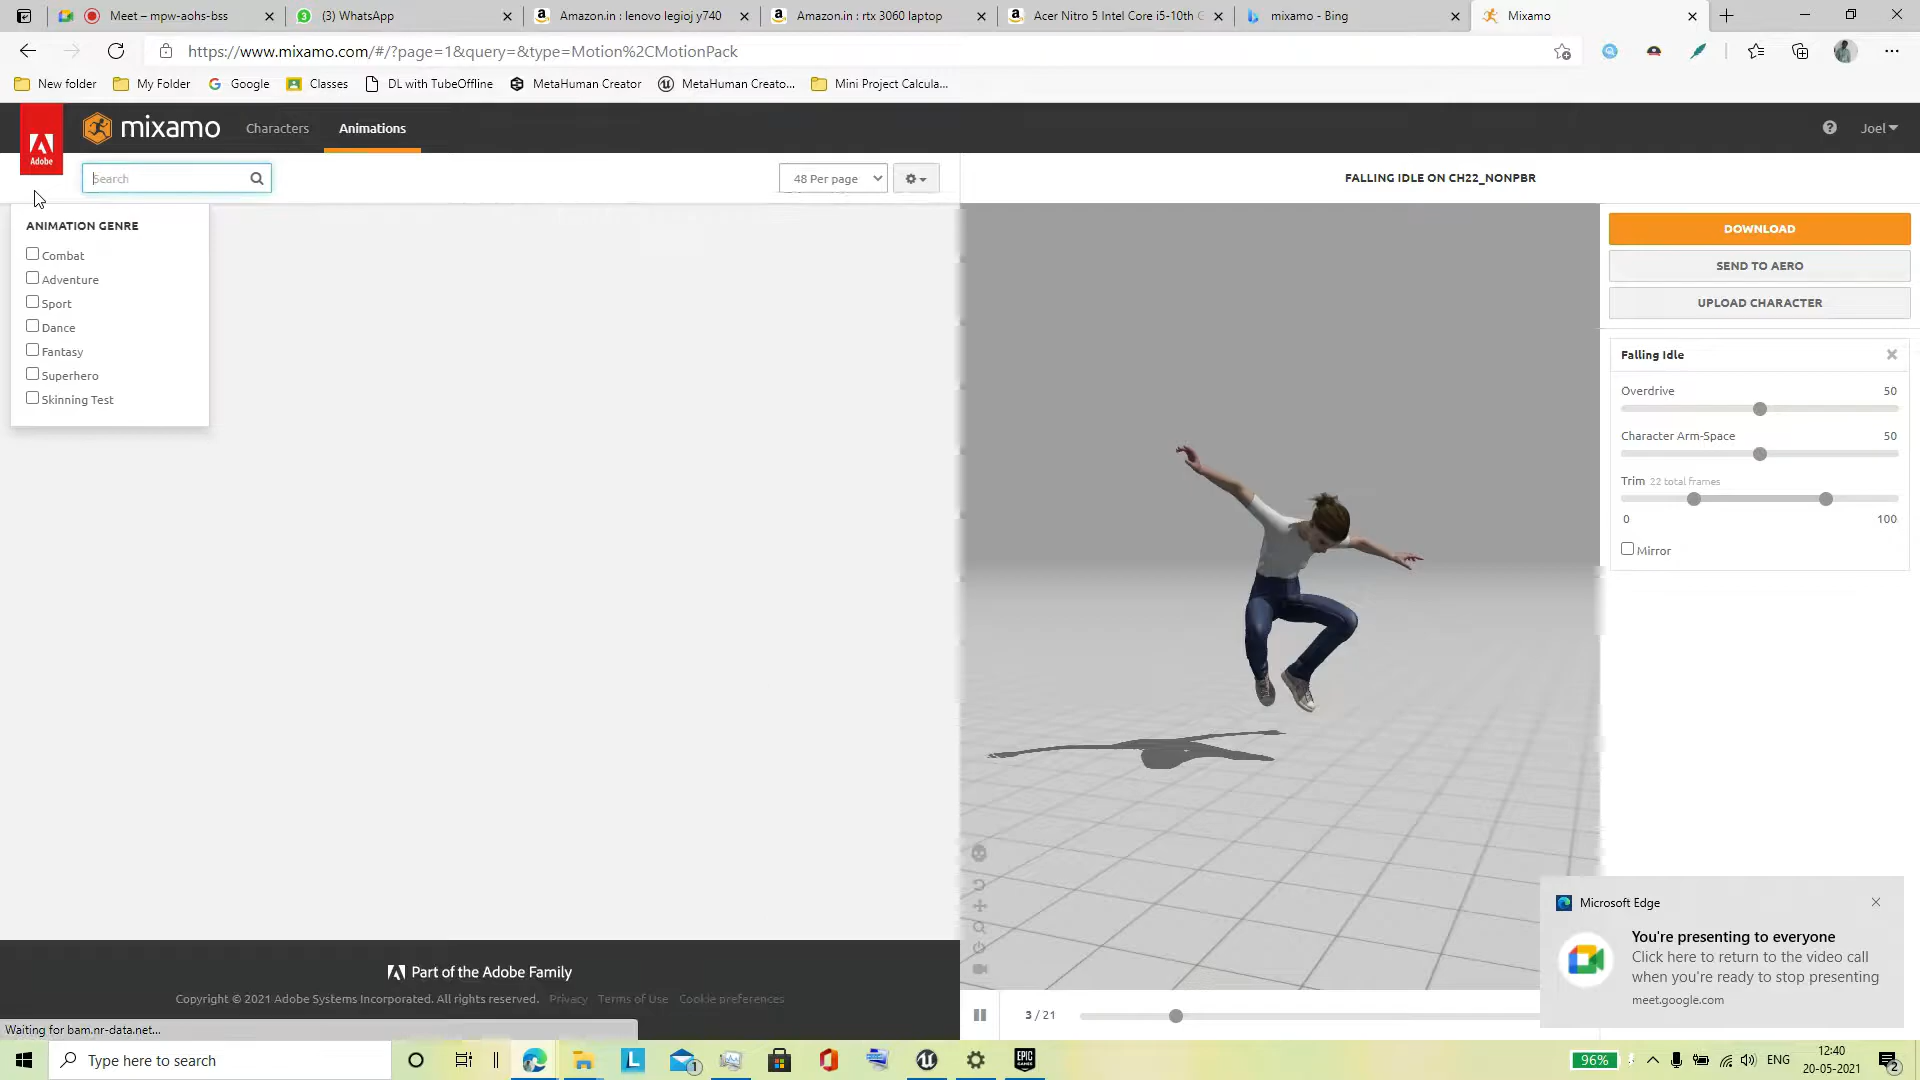 Meet – mpw-aohs-bss
(3) WhatsApp
Amazon.in : lenovo legioj y740
Amazon.in : rtx 3060 laptop
Acer Nitro 5 Intel Core i5-10th G
mixamo - Bing
Mixamo
https://www.mixamo.com/#/?page=1&query=&type=Motion%2CMotionPack
New folder
My Folder
Google
Classes
DL with TubeOffline
MetaHuman Creator
MetaHuman Creato...
Mini Project Calcula...
Adobe
mixamo
Characters
Animations
Joel
Search
48 Per page
FALLING IDLE ON CH22_NONPBR
ANIMATION GENRE
Combat
Adventure
Sport
Dance
Fantasy
Superhero
Skinning Test
DOWNLOAD
SEND TO AERO
UPLOAD CHARACTER
Falling Idle
Overdrive 50
Character Arm-Space 50
Trim 22 total frames
0 100
Mirror
Microsoft Edge
You're presenting to everyone
Click here to return to the video call
when you're ready to stop presenting
meet.google.com
Part of the Adobe Family
Copyright © 2021 Adobe Systems Incorporated. All rights reserved. Privacy Terms of Use Cookie preferences
3 / 21
Waiting for bam.nr-data.net...
Type here to search
L
1
EPIC
GAMES
96%
ENG
12:40
20-05-2021
2